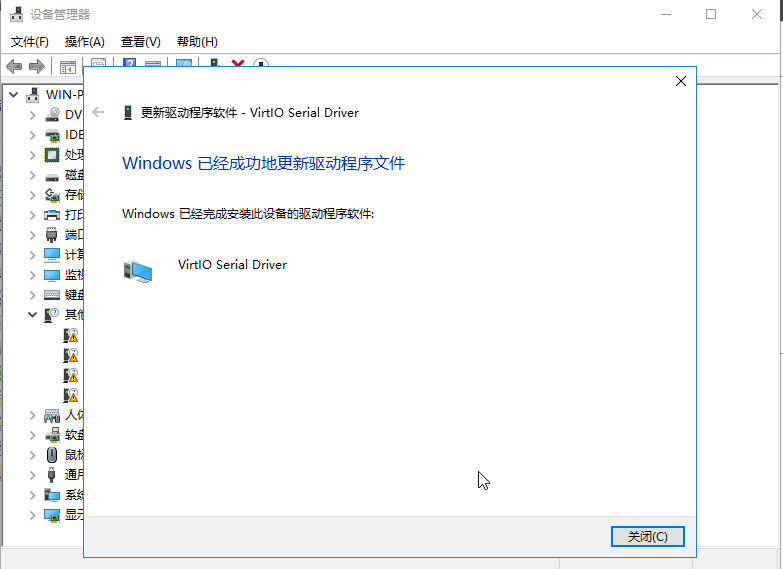 设备管理器
文件(F) 操作(A) 查看(V) 帮助(H)
WIN-P
DV
IDE
处理
磁盘
存储
打印
端口
计算
监视
键盘
其他
人体
软盘
鼠标
通用
系统
显示
更新驱动程序软件 - VirtIO Serial Driver
Windows 已经成功地更新驱动程序文件
Windows 已经完成安装此设备的驱动程序软件:
VirtIO Serial Driver
关闭(C)